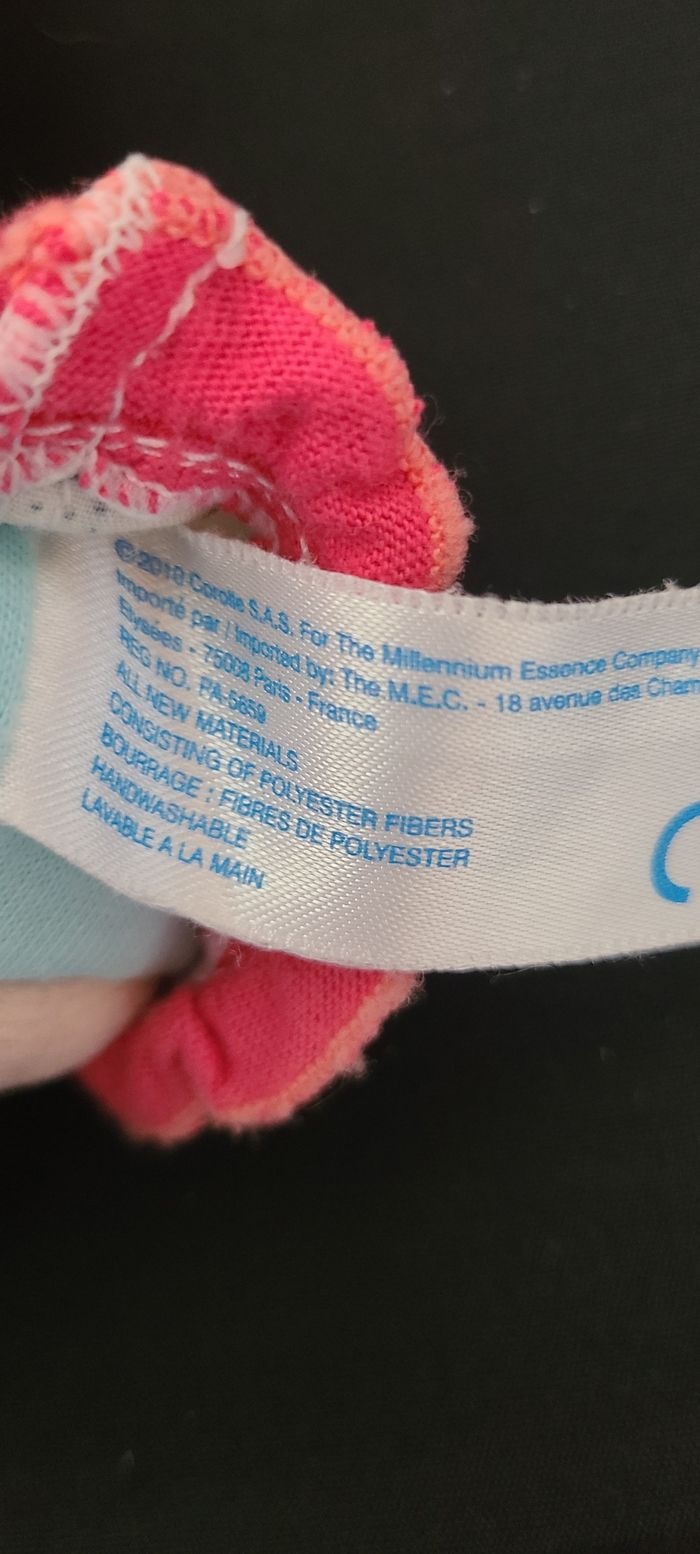 © 2010 Corolle S.A.S. For The Millennium Essence Company
Importé par / Imported by: The M.E.C. - 18 avenue des Cham
Elysées - 75008 Paris - France
REG NO. PA-5659
ALL NEW MATERIALS
CONSISTING OF POLYESTER FIBERS
BOURRAGE : FIBRES DE POLYESTER
HANDWASHABLE
LAVABLE A LA MAIN